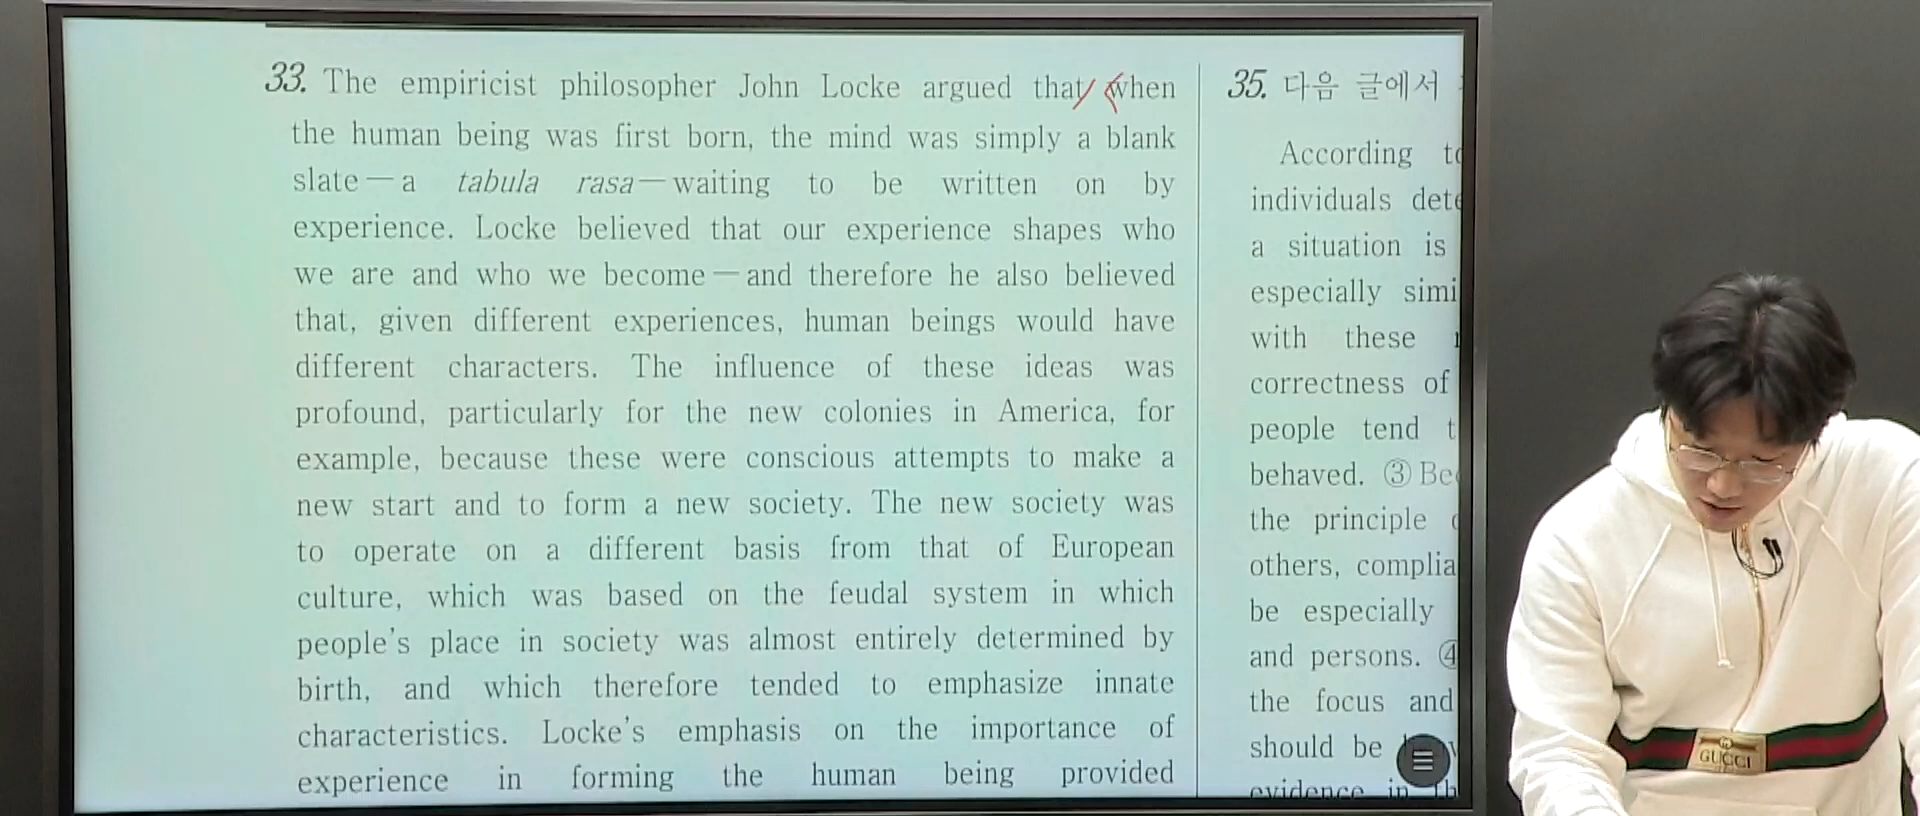 33. The empiricist philosopher John Locke argued that when
the human being was first born, the mind was simply a blank
slate—a tabula rasa—waiting to be written on by
experience. Locke believed that our experience shapes who
we are and who we become—and therefore he also believed
that, given different experiences, human beings would have
different characters. The influence of these ideas was
profound, particularly for the new colonies in America, for
example, because these were conscious attempts to make a
new start and to form a new society. The new society was
to operate on a different basis from that of European
culture, which was based on the feudal system in which
people's place in society was almost entirely determined by
birth, and which therefore tended to emphasize innate
characteristics. Locke's emphasis on the importance of
experience in forming the human being provided
35. 다음 글에서
According
individuals
a situation is
especially
with these
correctness of
people tend
behaved. ③
the principle
others,
be especially
and persons. ④
the focus and
should be
evidence in
GUCCI